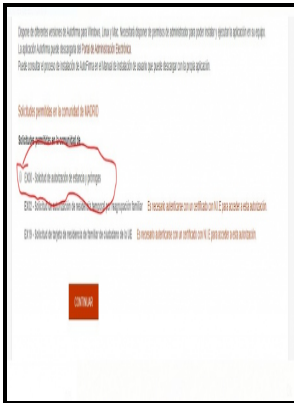 Dispone de diferentes versiones de Autofirma para Windows, Linux y Mac. Necesitará disponer de permisos de administrador para poder instalar y ejecutar la aplicación en su equipo.
La aplicación Autofirma puede descargarla del Portal de Administración Electrónica.
Puede consultar el proceso de instalación de AutoFirma en el Manual de instalación de usuario que puede descargar con la propia aplicación.
Solicitudes permitidas en la comunidad de MADRID
Solicitudes permitidas en la comunidad de
EX00 - Solicitud de autorización de estancia y prórrogas
EX02 - Solicitud de autorización de residencia temporal por reagrupación familiar Es necesario autenticarse con un certificado con N.I.E para acceder a esta autorización.
EX19 - Solicitud de tarjeta de residencia de familiar de ciudadano de la UE Es necesario autenticarse con un certificado con N.I.E para acceder a esta autorización.
CONTINUAR